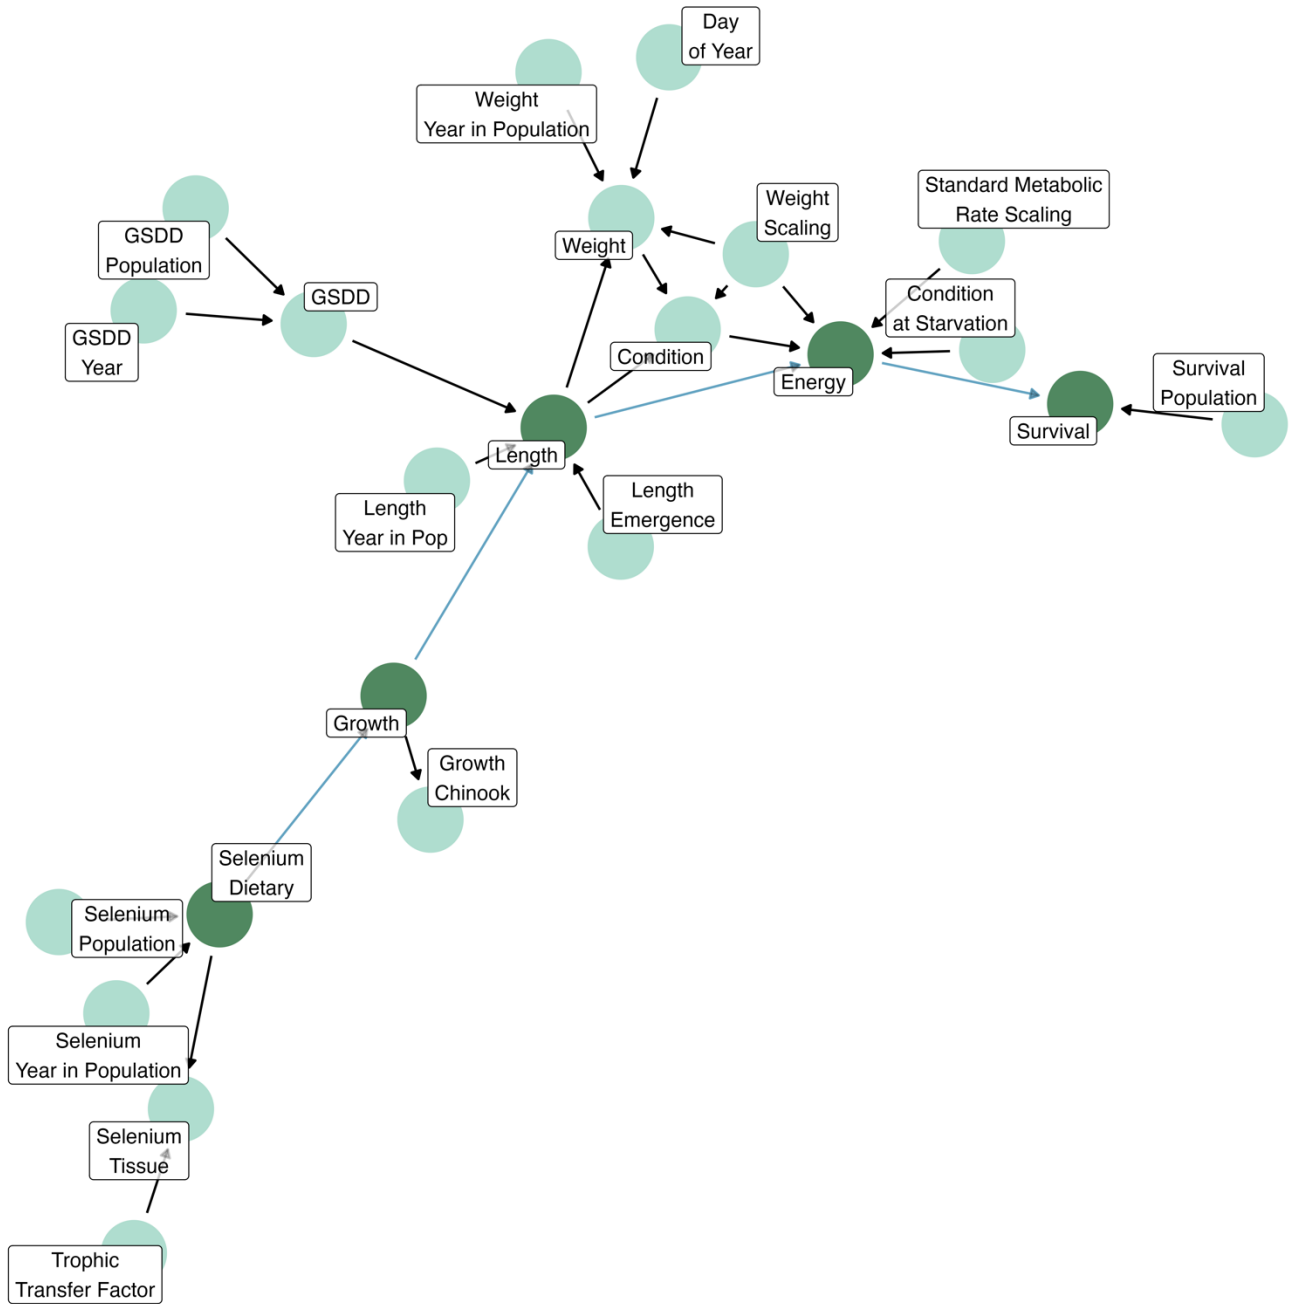 Day
of Year
Weight
Year in Population
Standard Metabolic
Rate Scaling
Weight
Scaling
GSDD
Population
Weight
GSDD
Condition
at Starvation
GSDD
Year
Condition
Energy
Survival
Population
Survival
Length
Length
Emergence
Length
Year in Pop
Growth
Growth
Chinook
Selenium
Dietary
Selenium
Population
Selenium
Year in Population
Selenium
Tissue
Trophic
Transfer Factor